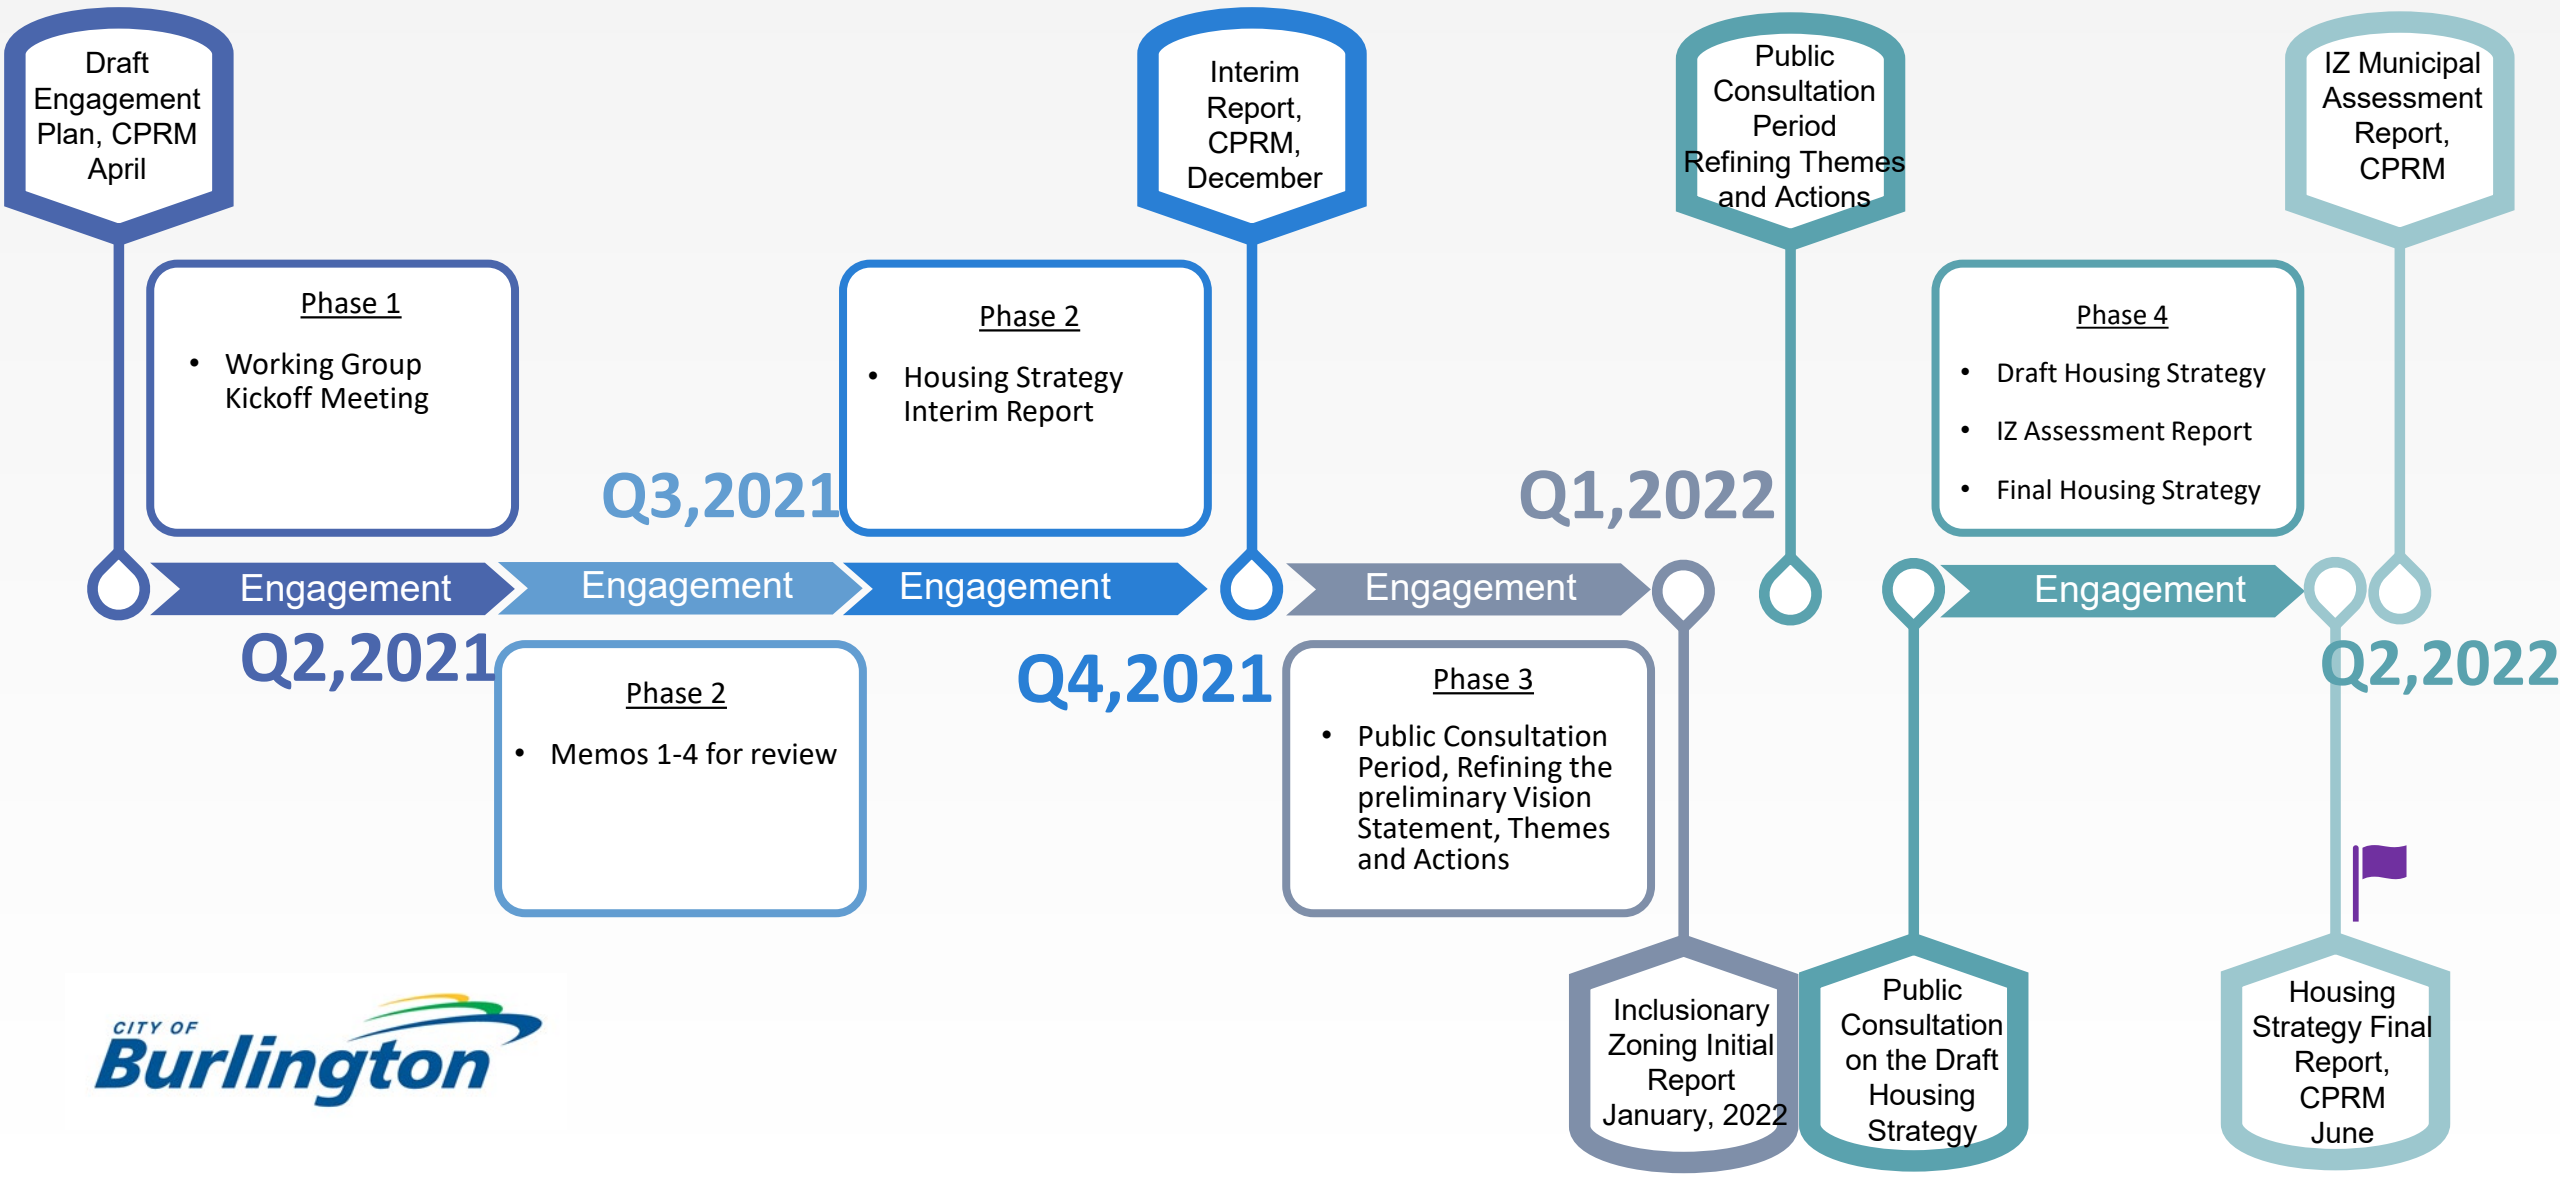 Draft
Engagement
Plan, CPRM
April
Interim
Report,
CPRM,
December
Public
Consultation
Period
Refining Themes
and Actions
IZ Municipal
Assessment
Report,
CPRM
Phase 1
• Working Group
Kickoff Meeting
Phase 2
• Housing Strategy
Interim Report
Phase 4
• Draft Housing Strategy
• IZ Assessment Report
• Final Housing Strategy
Q3,2021
Q1,2022
Engagement
Engagement
Engagement
Engagement
Engagement
Q2,2021
Q4,2021
Q2,2022
Phase 2
• Memos 1-4 for review
Phase 3
• Public Consultation
Period, Refining the
preliminary Vision
Statement, Themes
and Actions
Inclusionary
Zoning Initial
Report
January, 2022
Public
Consultation
on the Draft
Housing
Strategy
Housing
Strategy Final
Report,
CPRM
June
CITY OF
Burlington